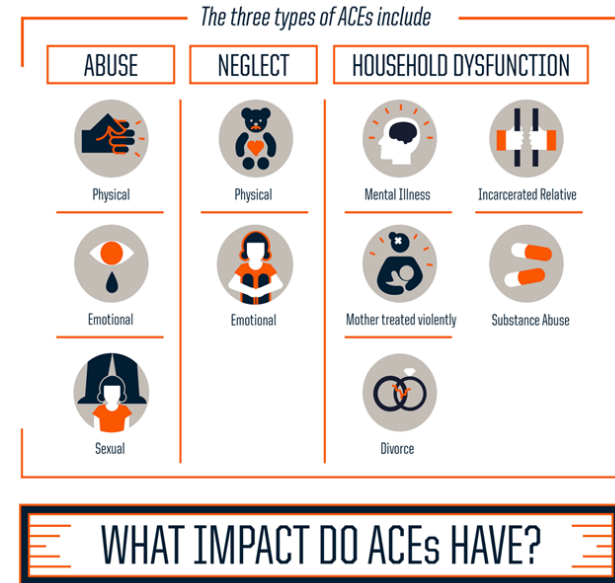 The three types of ACEs include
ABUSE
NEGLECT
HOUSEHOLD DYSFUNCTION
Physical
Physical
Mental Illness
Incarcerated Relative
Emotional
Emotional
Mother treated violently
Substance Abuse
Sexual
Divorce
WHAT IMPACT DO ACEs HAVE?